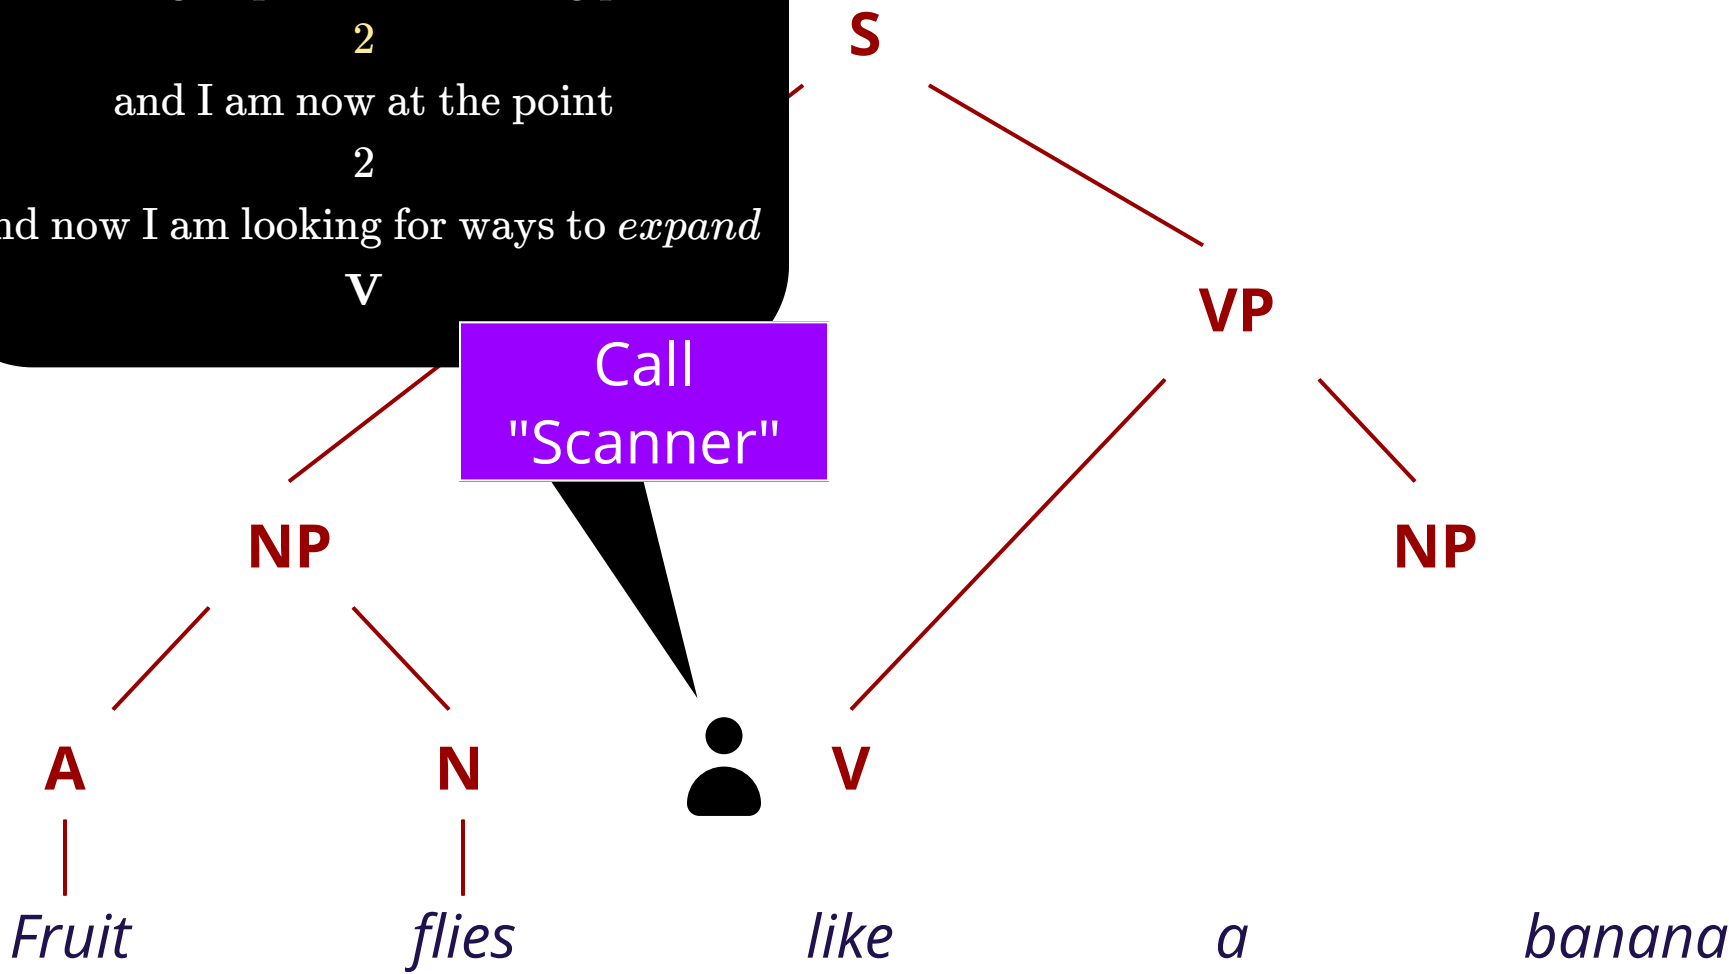 2
and I am now at the point
2
now I am looking for ways to expand
V
S
VP
Call
"Scanner"
NP
NP
A
N
V
Fruit flies like a banana